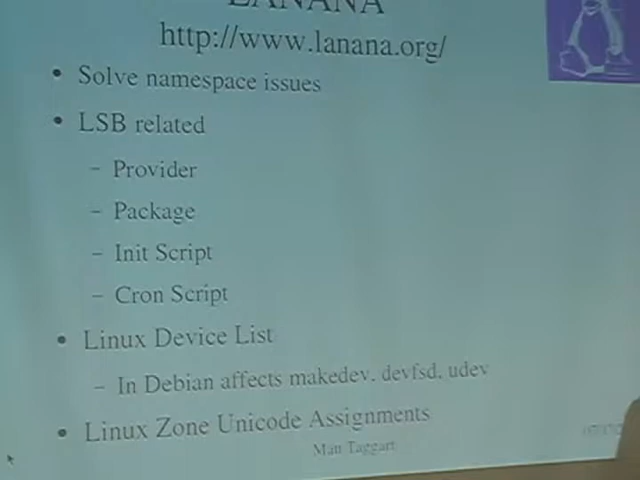 LANANA
http://www.lanana.org/
• Solve namespace issues
• LSB related
– Provider
– Package
– Init Script
– Cron Script
• Linux Device List
– In Debian affects makedev, devfsd, udev
• Linux Zone Unicode Assignments
Matt Taggart